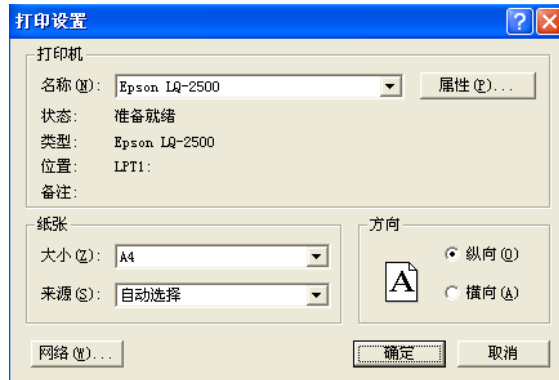 打印设置
打印机
名称(N): Epson LQ-2500 属性(P)...
状态: 准备就绪
类型: Epson LQ-2500
位置: LPT1:
备注:
纸张 方向
大小(Z): A4 纵向(O)
来源(S): 自动选择 A 横向(A)
网络(W)... 确定 取消